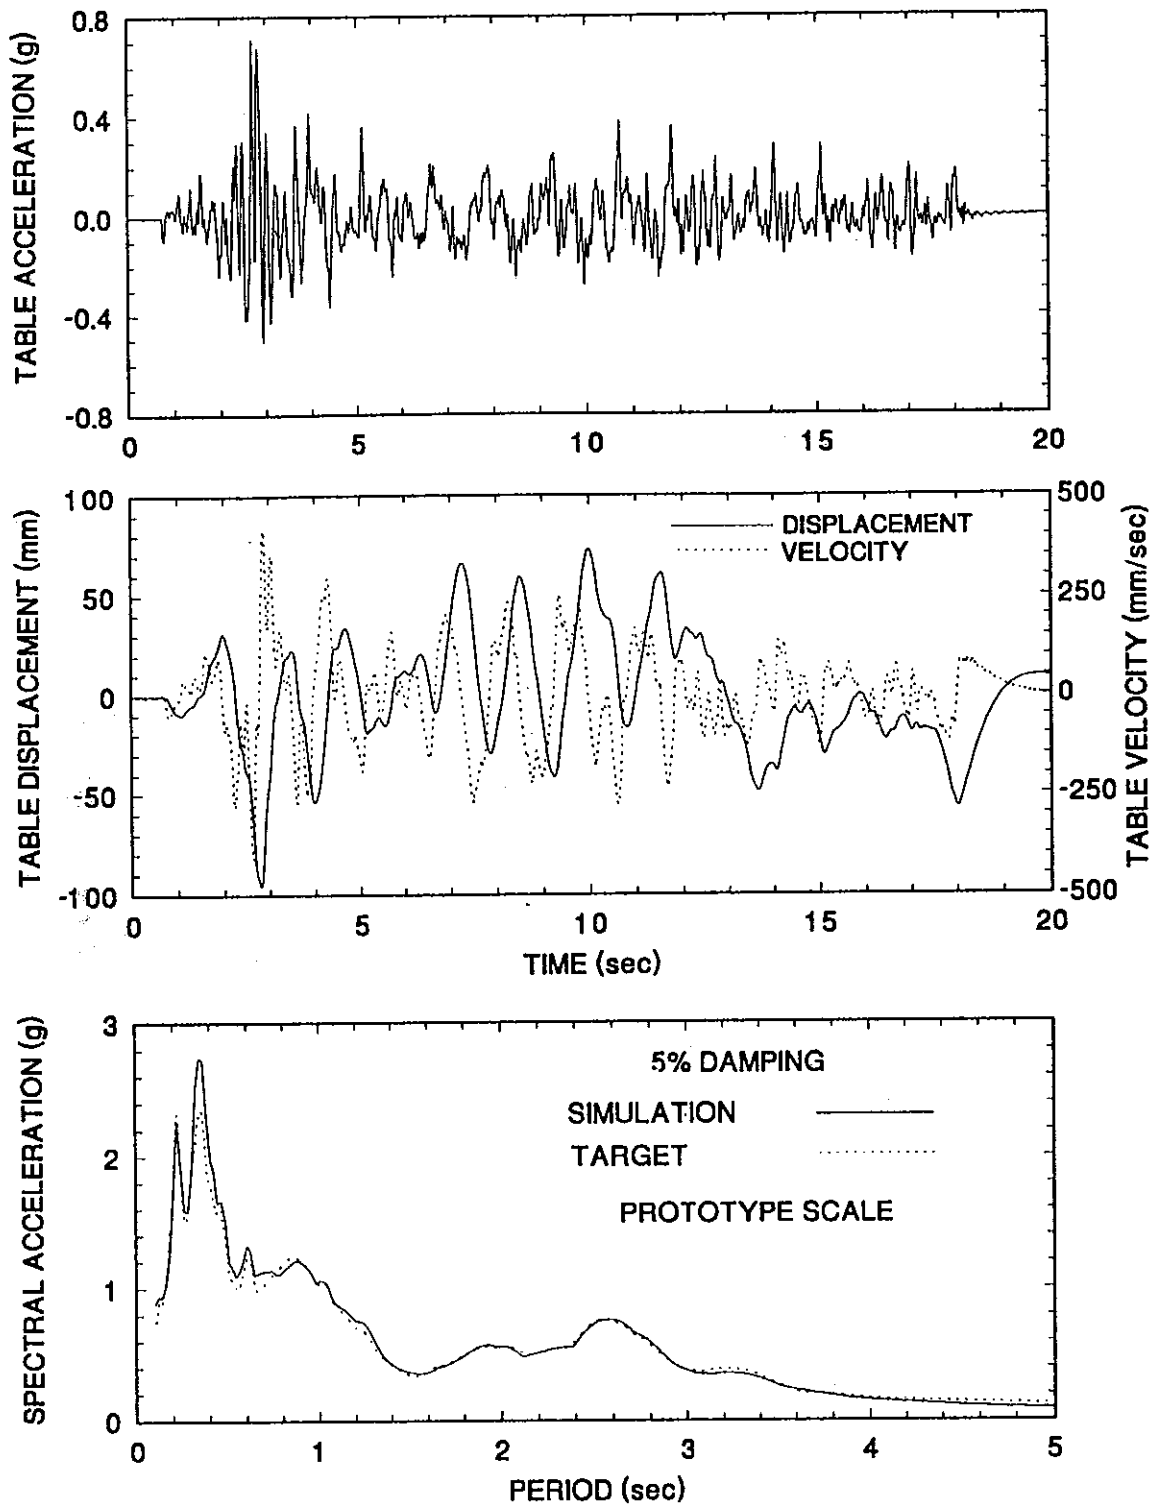 TABLE ACCELERATION (g)
0.8
0.4
0.0
-0.4
-0.8
0 5 10 15 20
TABLE DISPLACEMENT (mm)
100
50
0
-50
-100
DISPLACEMENT
VELOCITY
500
250
0
-250
-500
TABLE VELOCITY (mm/sec)
0 5 10 15 20
TIME (sec)
SPECTRAL ACCELERATION (g)
3
2
1
0
5% DAMPING
SIMULATION
TARGET
PROTOTYPE SCALE
0 1 2 3 4 5
PERIOD (sec)